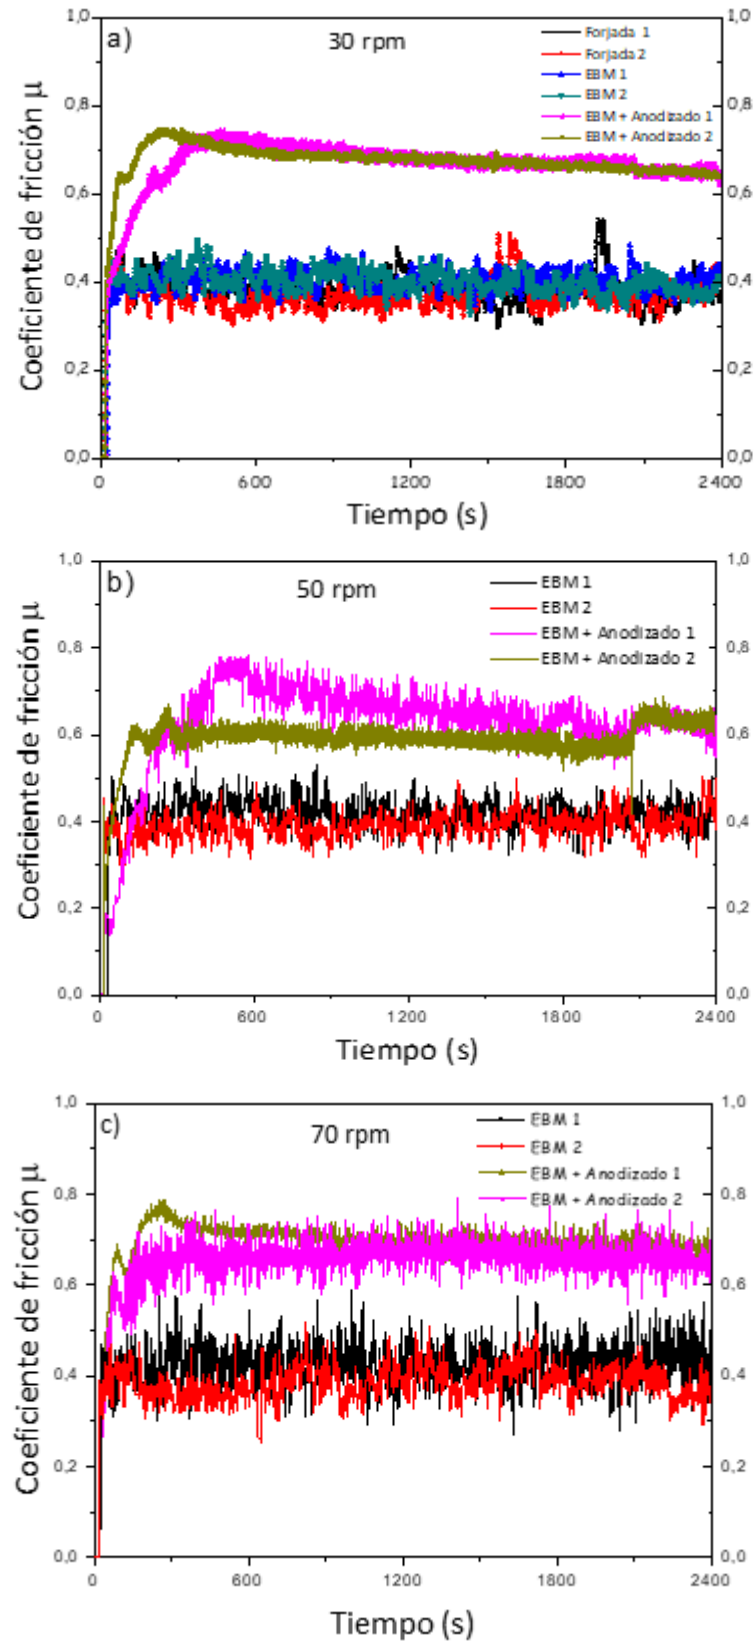 a)
30 rpm
Forjada 1
Forjada 2
EBM 1
EBM 2
EBM + Anodizado 1
EBM + Anodizado 2
1,0 1,0
0,8 0,8
0,6 0,6
0,4 0,4
0,2 0,2
0,0 0,0
0 600 1200 1800 2400
Coeficiente de fricción μ
Tiempo (s)
b)
50 rpm
EBM 1
EBM 2
EBM + Anodizado 1
EBM + Anodizado 2
1,0 1,0
0,8 0,8
0,6 0,6
0,4 0,4
0,2 0,2
0,0 0,0
0 600 1200 1800 2400
Coeficiente de fricción μ
Tiempo (s)
c)
70 rpm
EBM 1
EBM 2
EBM + Anodizado 1
EBM + Anodizado 2
1,0 1,0
0,8 0,8
0,6 0,6
0,4 0,4
0,2 0,2
0,0 0,0
0 600 1200 1800 2400
Coeficiente de fricción μ
Tiempo (s)